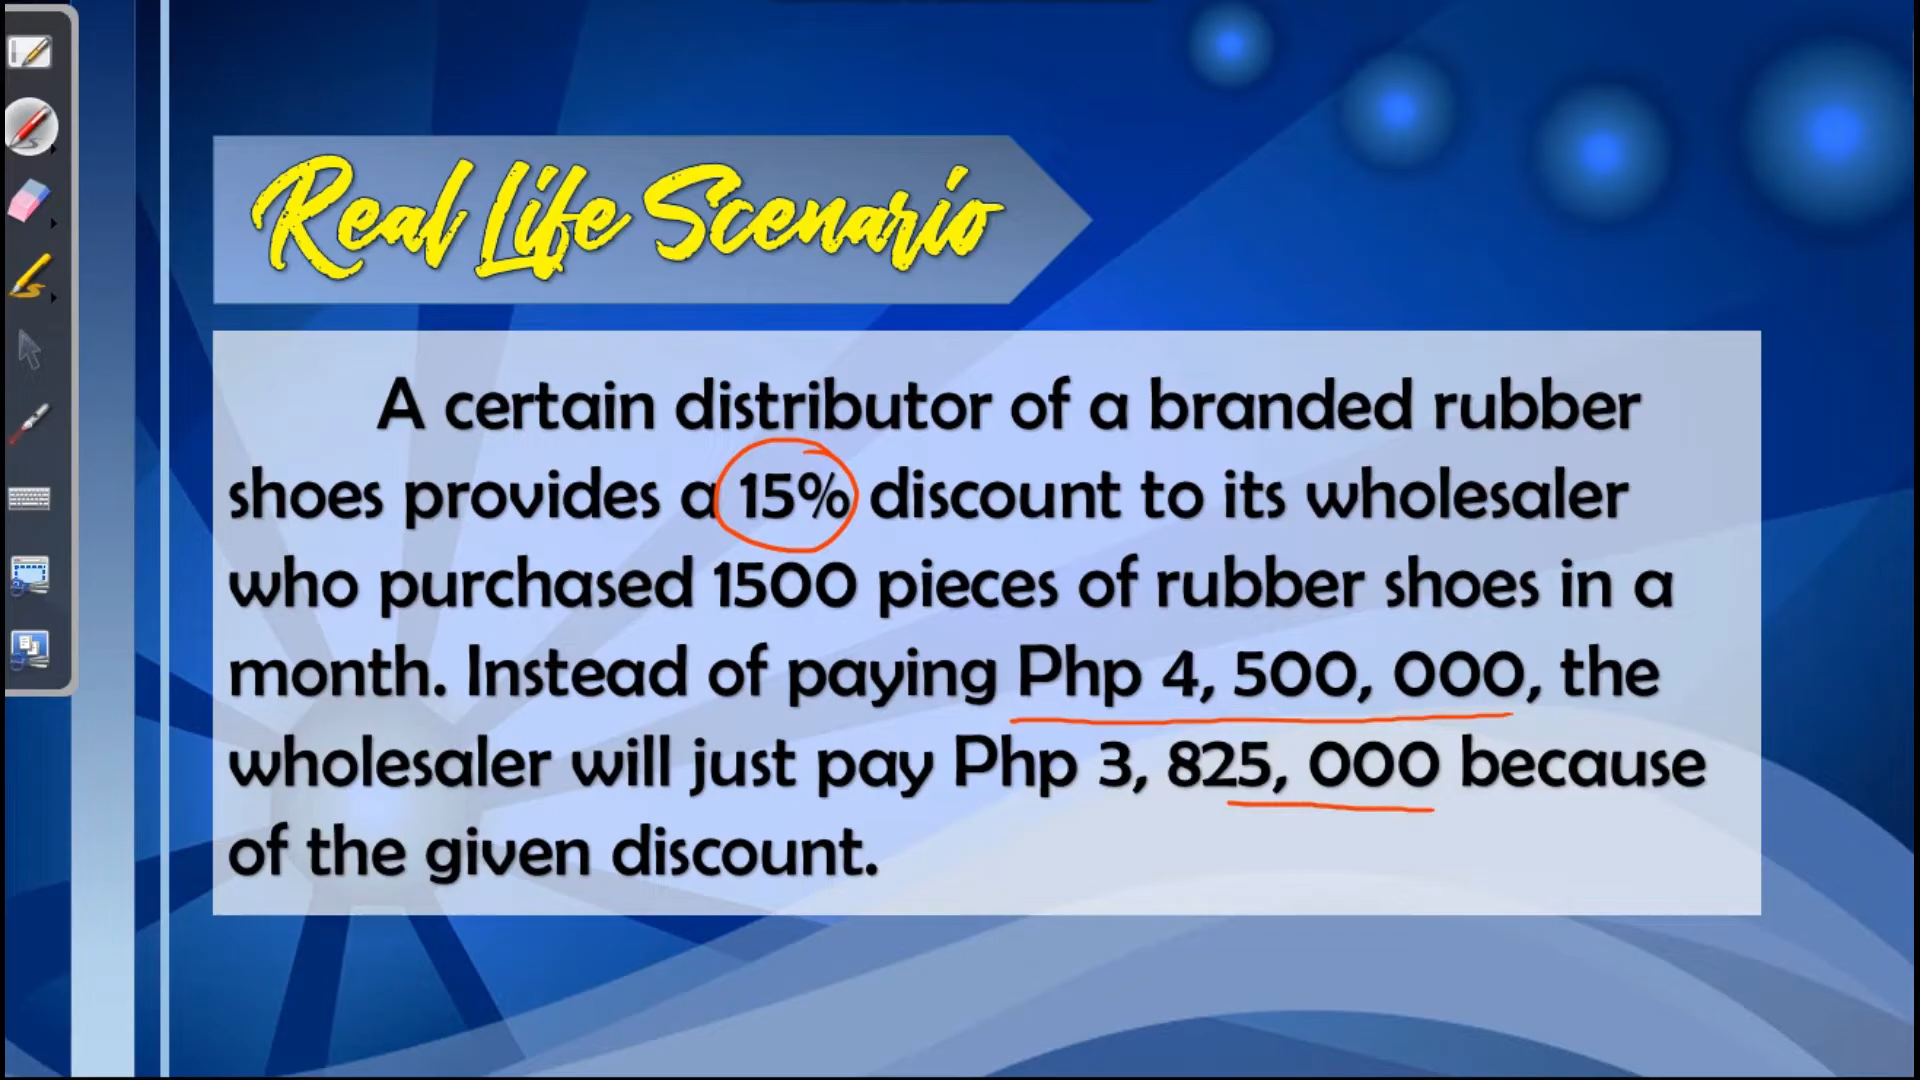 Real Life Scenario
A certain distributor of a branded rubber
shoes provides a 15% discount to its wholesaler
who purchased 1500 pieces of rubber shoes in a
month. Instead of paying Php 4, 500, 000, the
wholesaler will just pay Php 3, 825, 000 because
of the given discount.